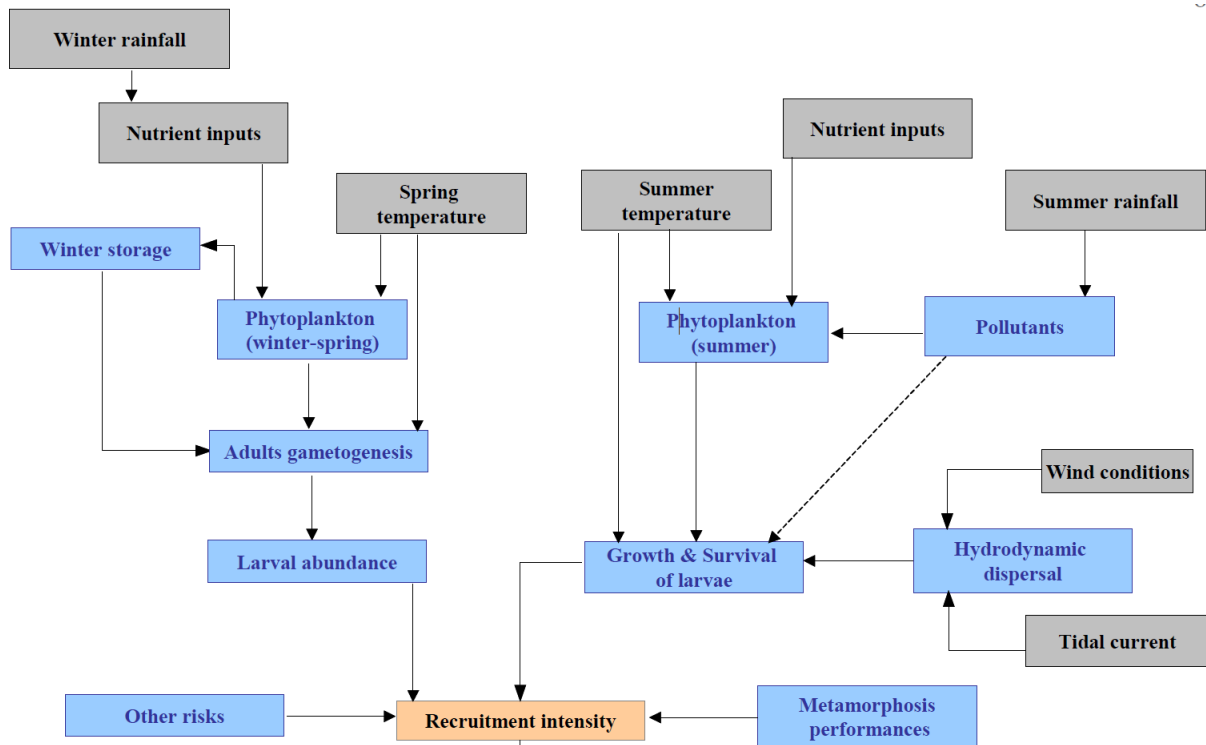 Winter rainfall
Nutrient inputs
Nutrient inputs
Spring
temperature
Summer
temperature
Summer rainfall
Winter storage
Phytoplankton
(winter-spring)
Phytoplankton
(summer)
Pollutants
Adults gametogenesis
Wind conditions
Larval abundance
Growth & Survival
of larvae
Hydrodynamic
dispersal
Tidal current
Other risks
Recruitment intensity
Metamorphosis
performances